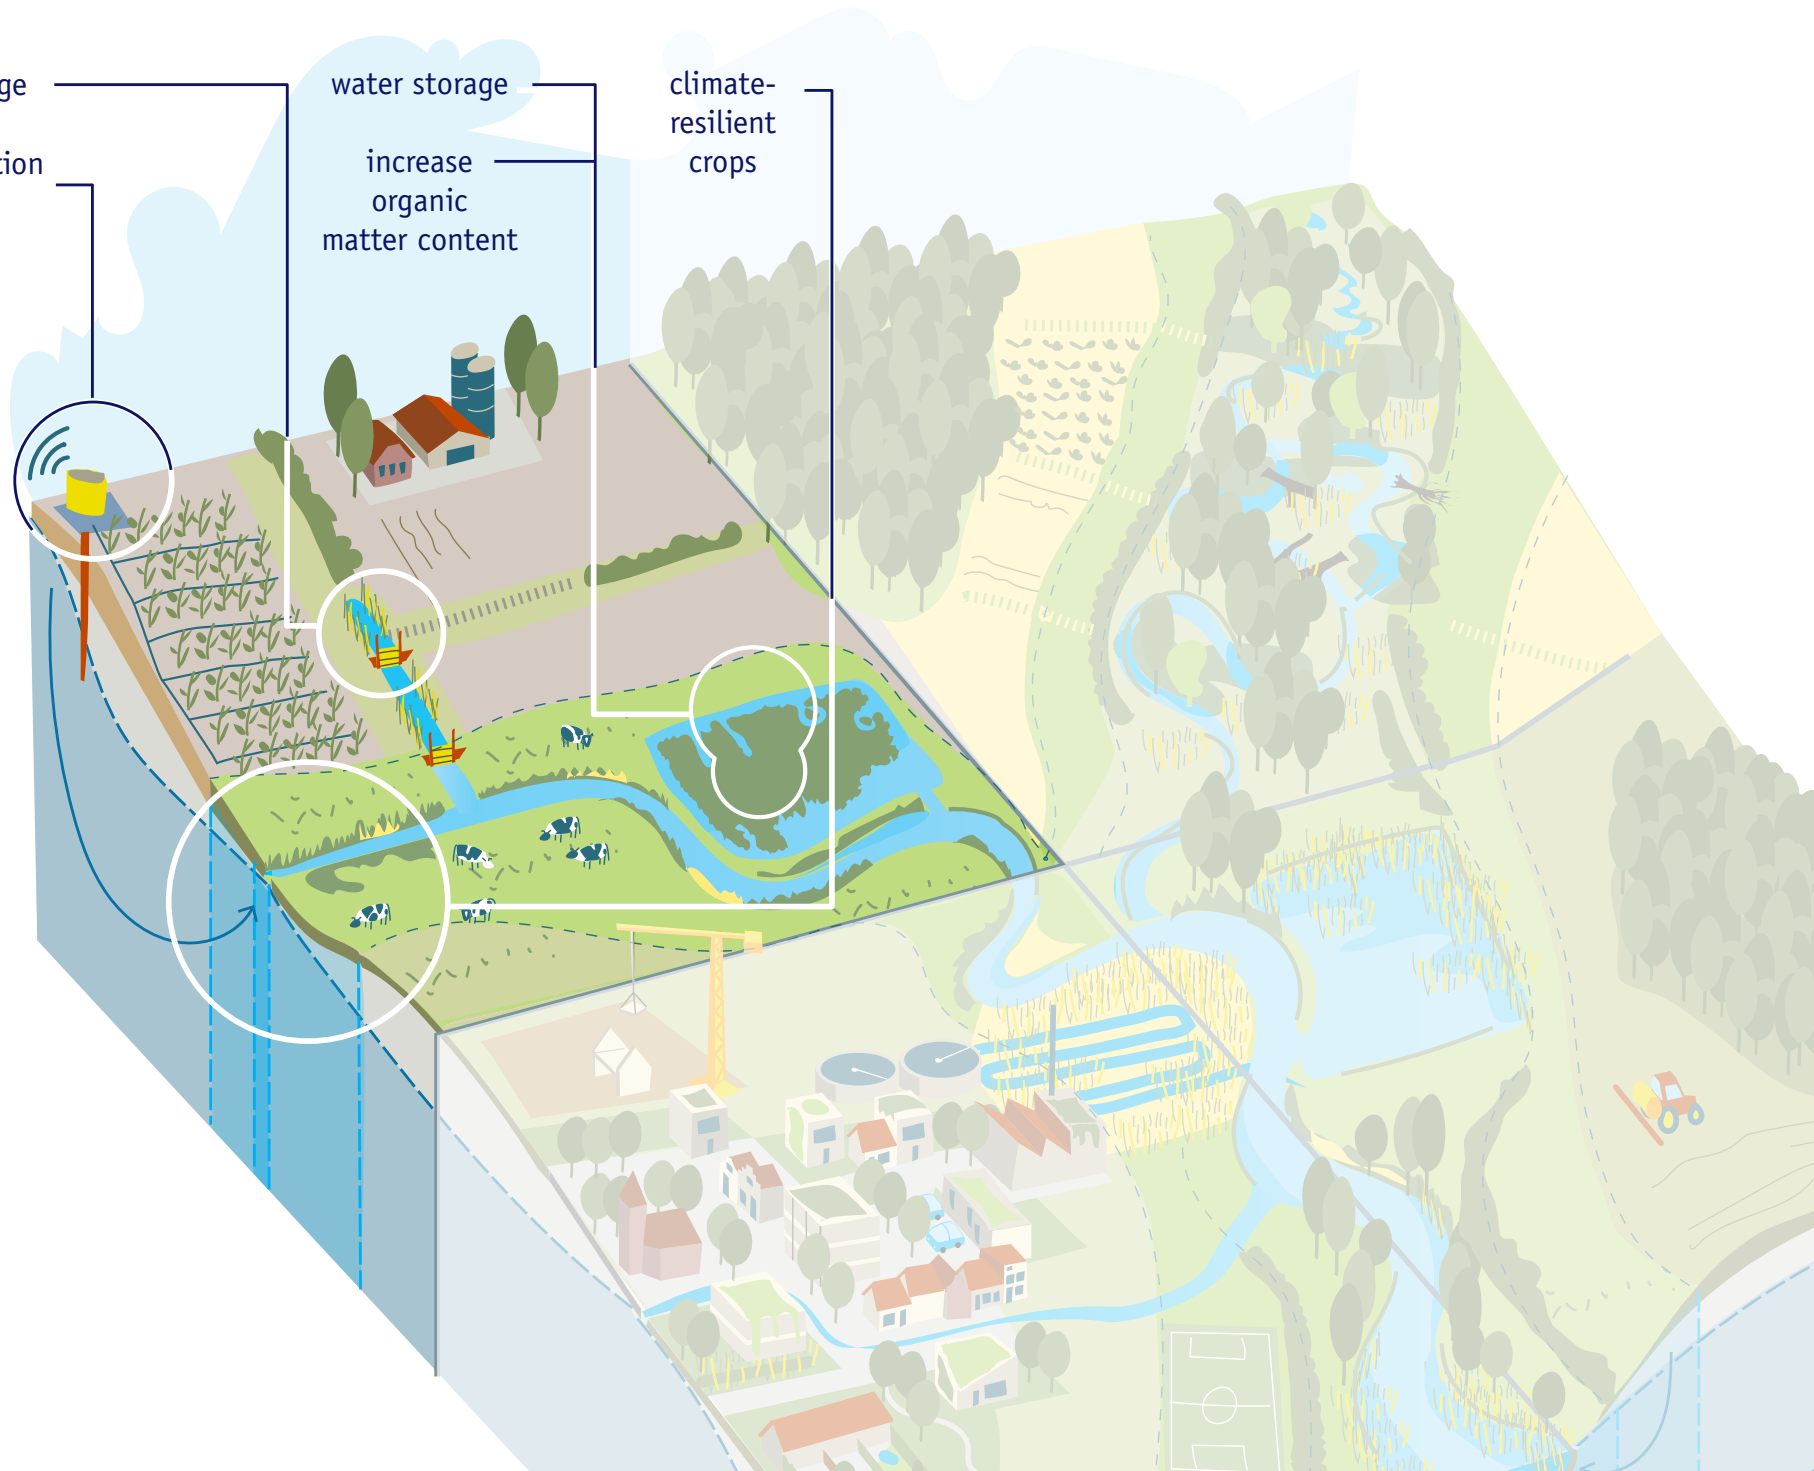 ge
tion
water storage
increase
organic
matter content
climate-
resilient
crops